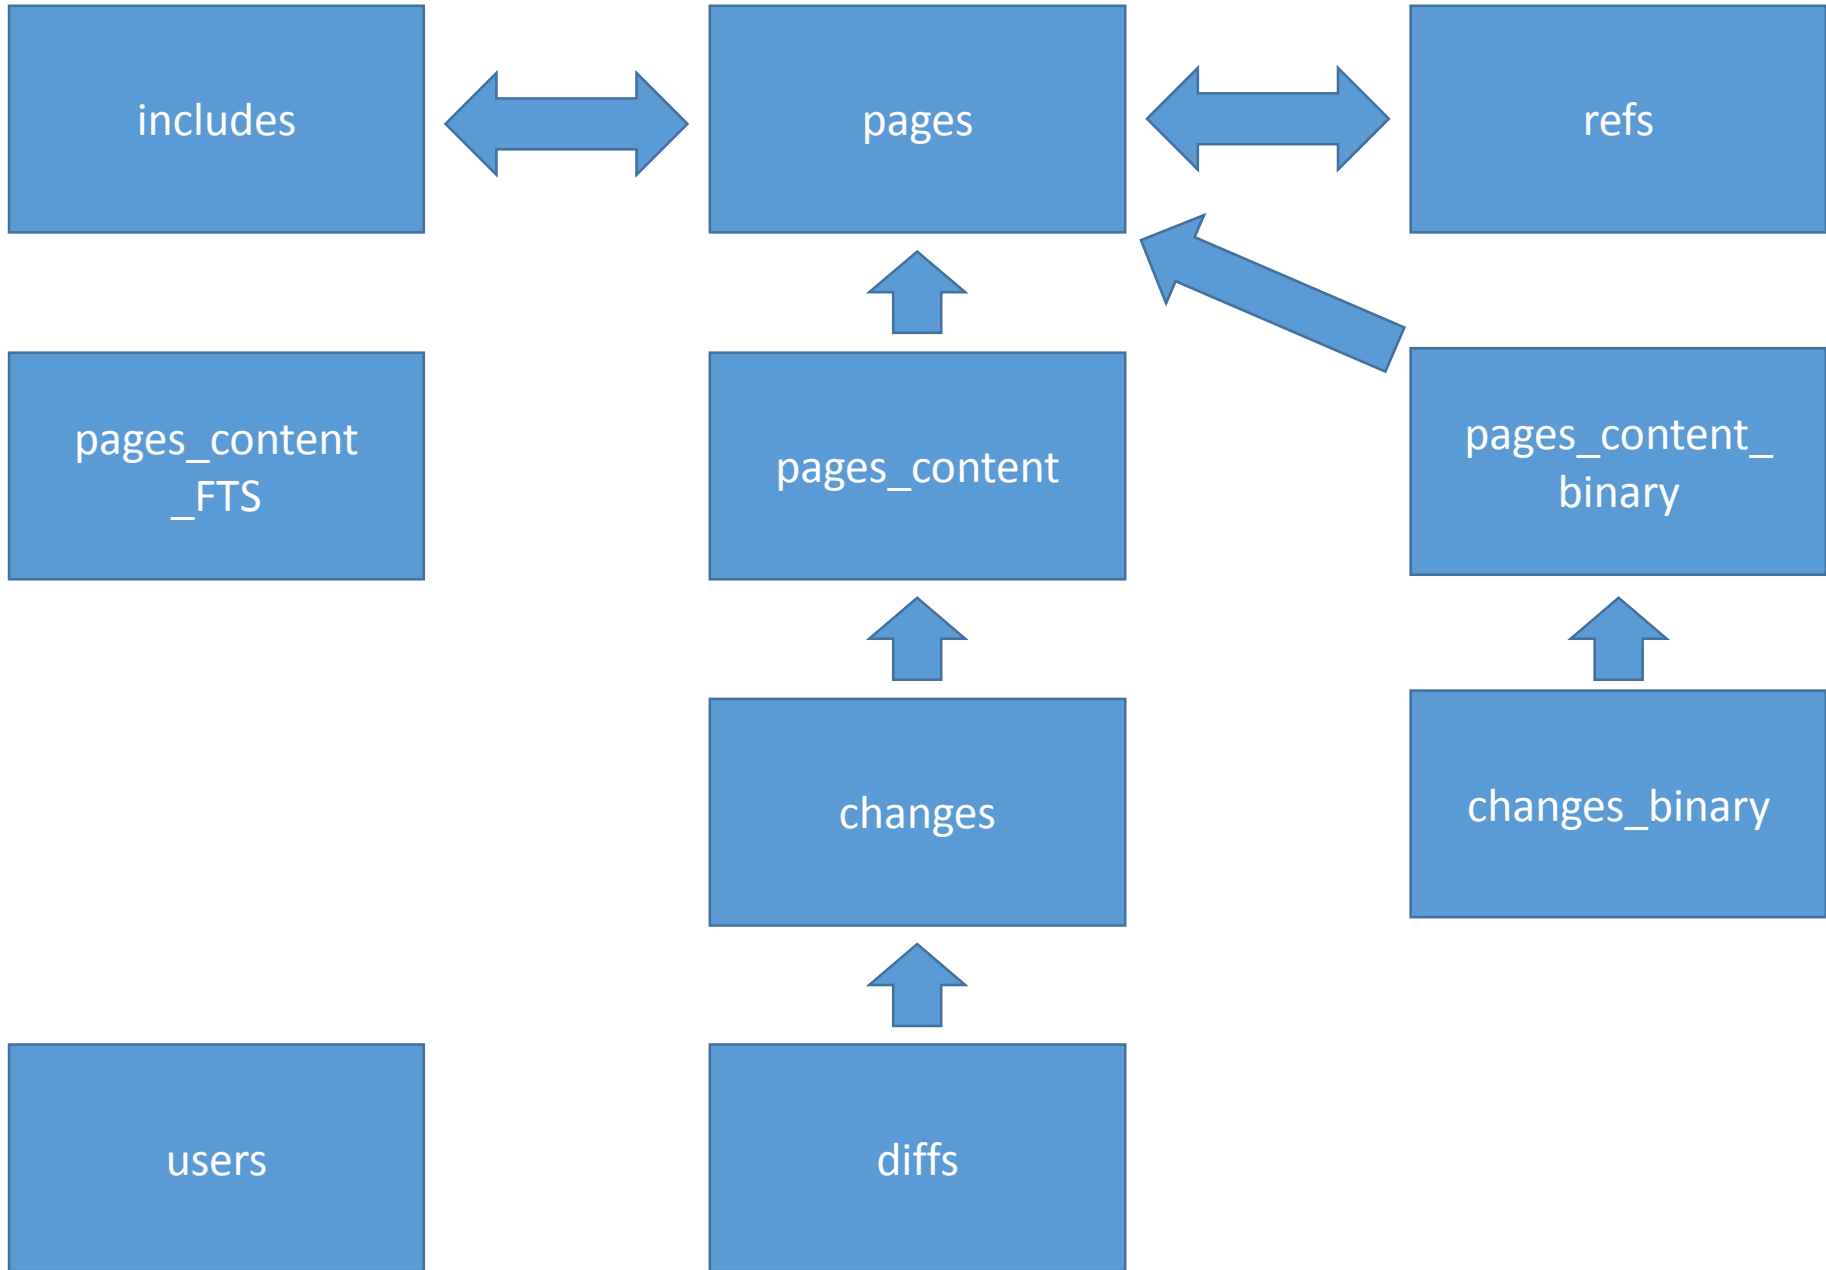 includes
pages
refs
pages_content
_FTS
pages_content
pages_content_
binary
changes
changes_binary
users
diffs